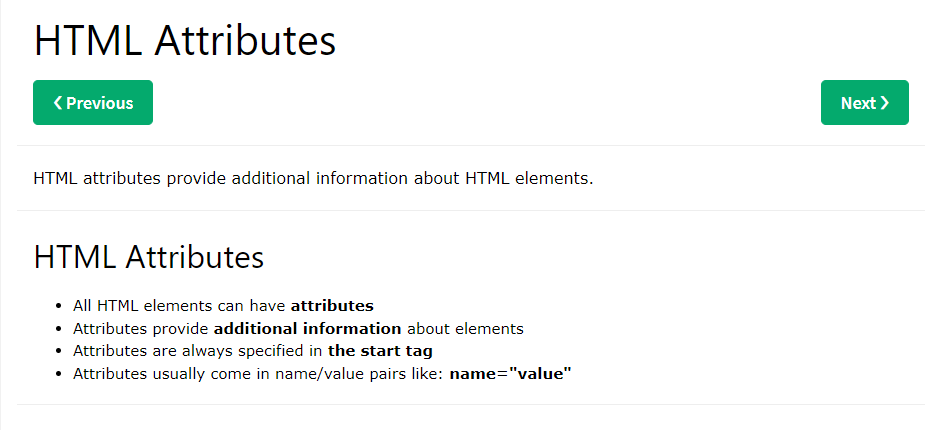 HTML Attributes
❮ Previous
Next ❯
HTML attributes provide additional information about HTML elements.
HTML Attributes
• All HTML elements can have attributes
• Attributes provide additional information about elements
• Attributes are always specified in the start tag
• Attributes usually come in name/value pairs like: name="value"